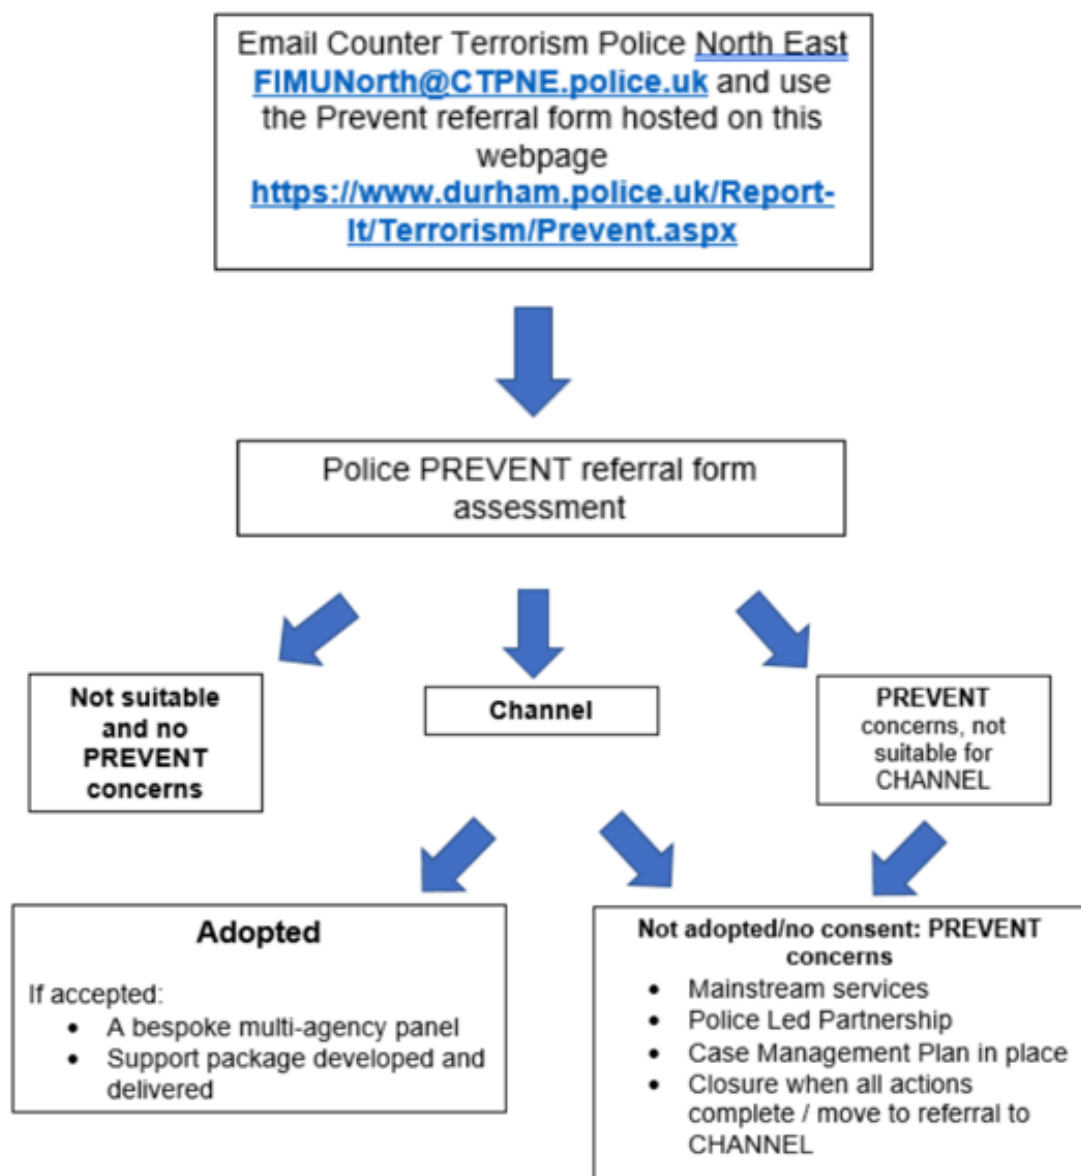 Email Counter Terrorism Police North East
FIMUNorth@CTPNE.police.uk and use
the Prevent referral form hosted on this
webpage
https://www.durham.police.uk/Report-
It/Terrorism/Prevent.aspx
Police PREVENT referral form
assessment
Not suitable
and no
PREVENT
concerns
Channel
PREVENT
concerns, not
suitable for
CHANNEL
Adopted
If accepted:
• A bespoke multi-agency panel
• Support package developed and
delivered
Not adopted/no consent: PREVENT
concerns
• Mainstream services
• Police Led Partnership
• Case Management Plan in place
• Closure when all actions
complete / move to referral to
CHANNEL